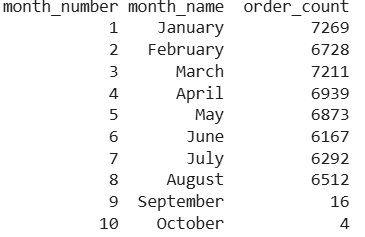 month_number month_name order_count
1 January 7269
2 February 6728
3 March 7211
4 April 6939
5 May 6873
6 June 6167
7 July 6292
8 August 6512
9 September 16
10 October 4